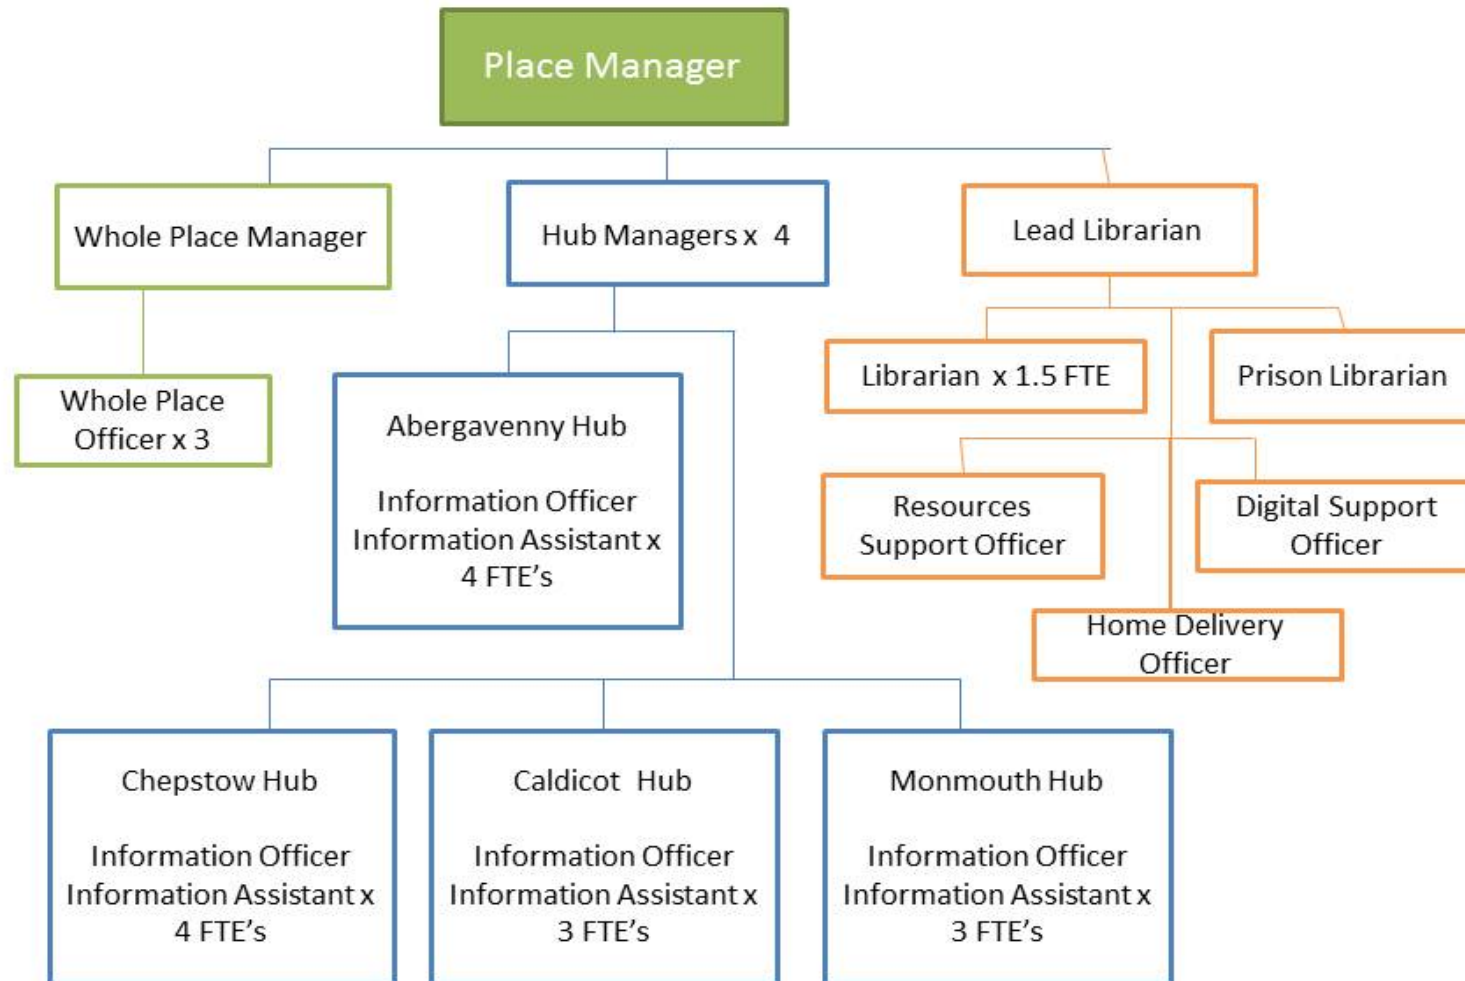 Place Manager
Whole Place Manager
Hub Managers x  4
Lead Librarian
Whole Place
Officer x 3
Librarian  x 1.5 FTE
Prison Librarian
Abergavenny Hub
Information Officer
Information Assistant x
4 FTE’s
Resources
Support Officer
Digital Support
Officer
Home Delivery
Officer
Chepstow Hub
Information Officer
Information Assistant x
4 FTE’s
Caldicot  Hub
Information Officer
Information Assistant x
3 FTE’s
Monmouth Hub
Information Officer
Information Assistant x
3 FTE’s